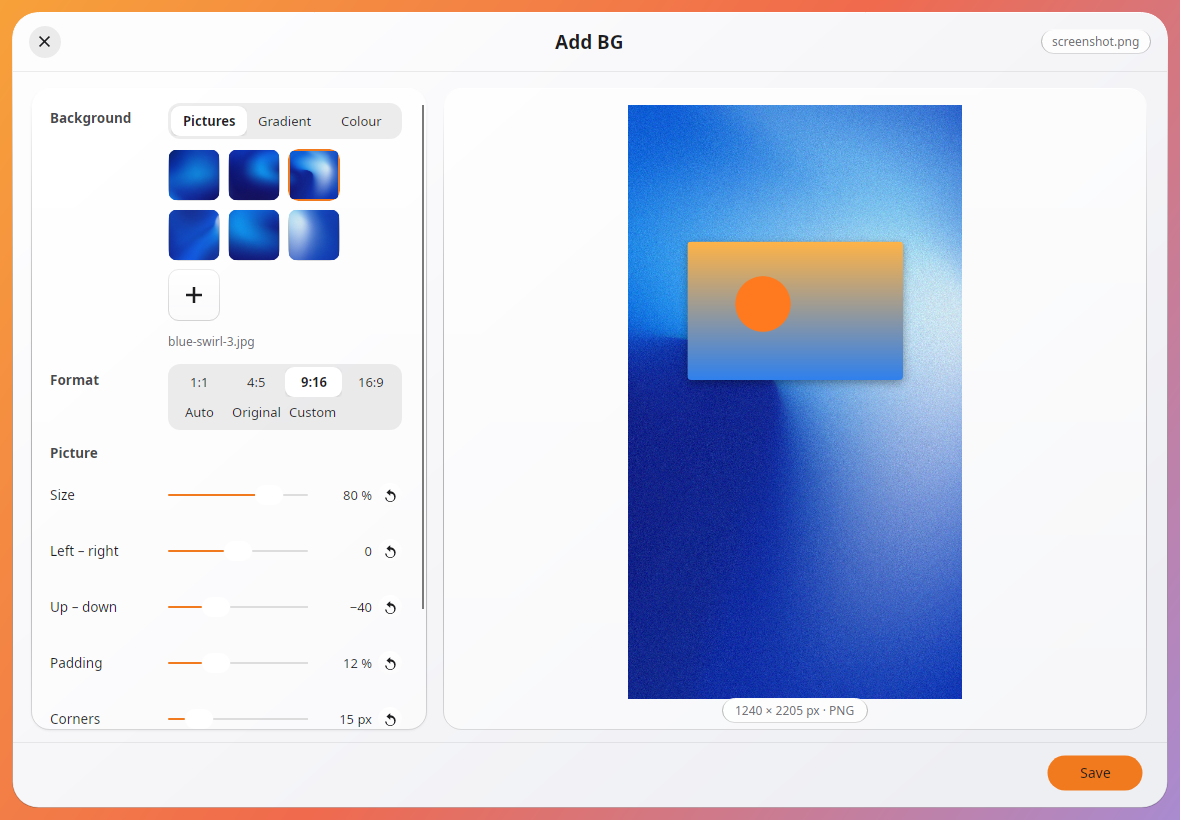 Add BG
screenshot.png
Background
Pictures Gradient Colour
blue-swirl-3.jpg
Format
1:1 4:5 9:16 16:9
Auto Original Custom
Picture
Size 80 %
Left – right 0
Up – down −40
Padding 12 %
Corners 15 px
1240 × 2205 px · PNG
Save